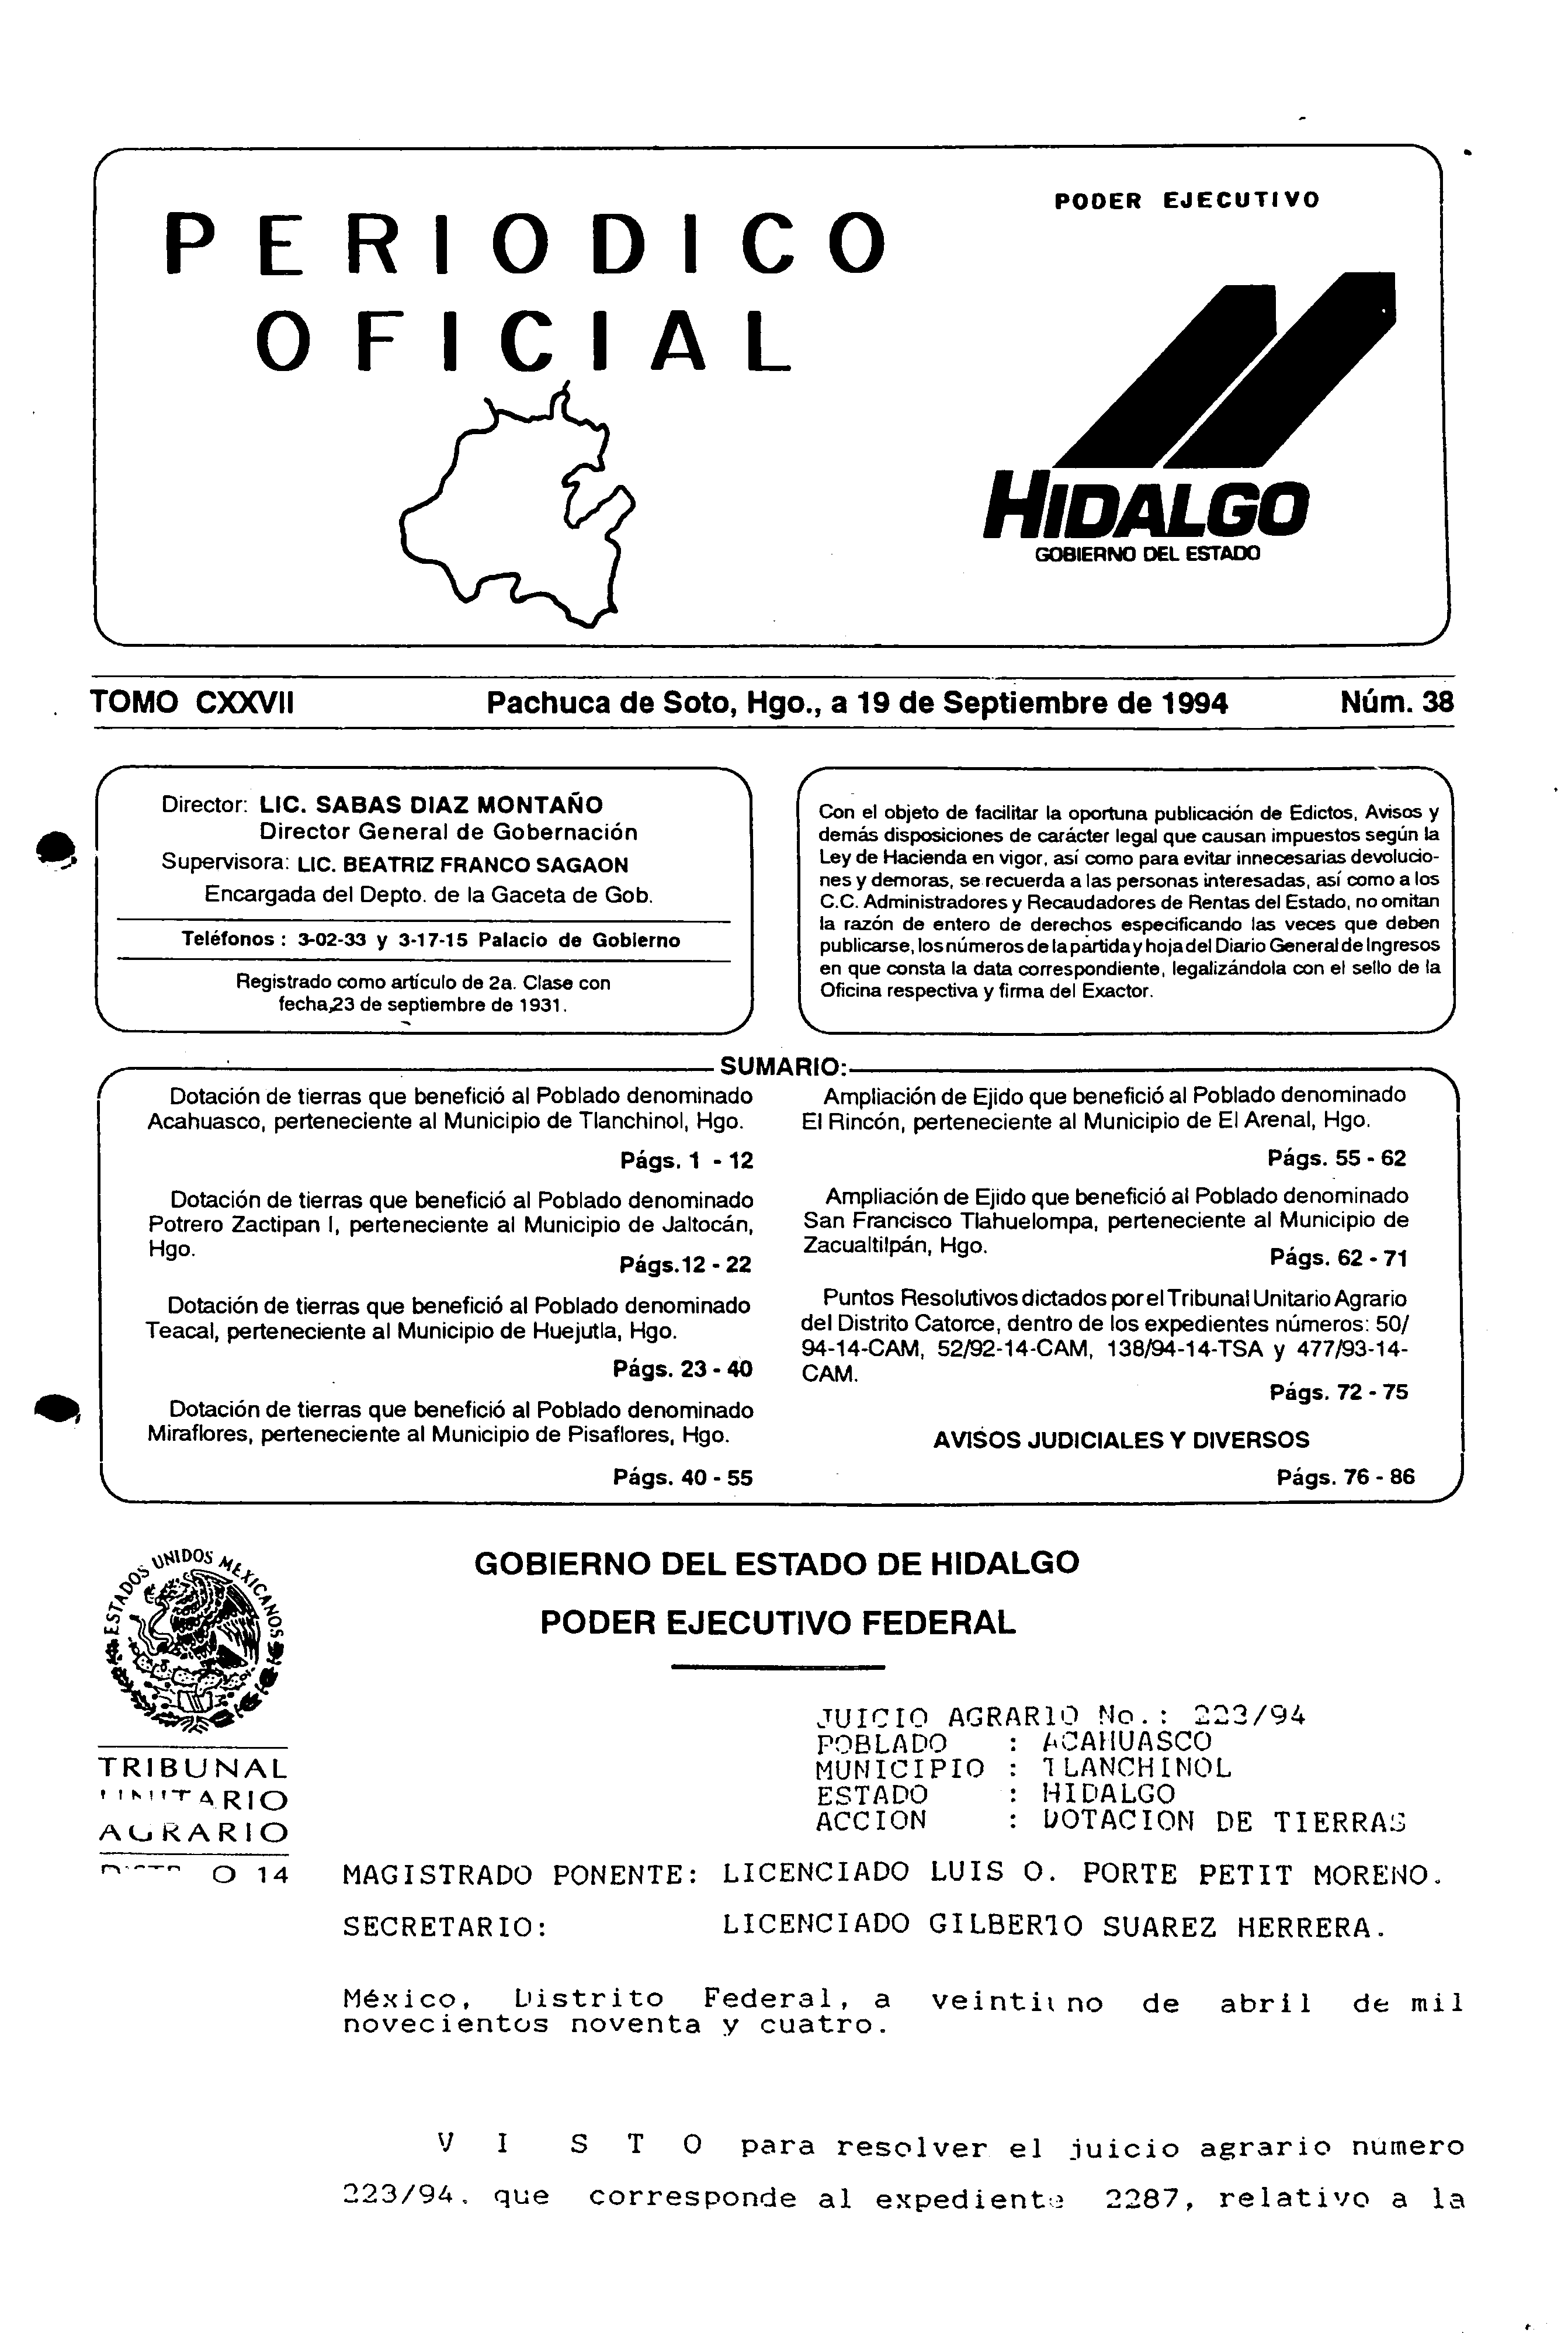 PERIODICO
OFICIAL
PODER EJECUTIVO
HIDALGO
GOBIERNO DEL ESTADO
TOMO CXXVII Pachuca de Soto, Hgo., a 19 de Septiembre de 1994 Núm. 38
Director: LIC. SABAS DIAZ MONTAÑO
Director General de Gobernación
Supervisora: LIC. BEATRIZ FRANCO SAGAON
Encargada del Depto. de la Gaceta de Gob.
Teléfonos : 3-02-33 y 3-17-15 Palacio de Gobierno
Registrado como artículo de 2a. Clase con
fecha,23 de septiembre de 1931.
Con el objeto de facilitar la oportuna publicación de Edictos, Avisos y
demás disposiciones de carácter legal que causan impuestos según la
Ley de Hacienda en vigor, así como para evitar innecesarias devolucio-
nes y demoras, se recuerda a las personas interesadas, así como a los
C.C. Administradores y Recaudadores de Rentas del Estado, no omitan
la razón de entero de derechos especificando las veces que deben
publicarse, los números de la partida y hoja del Diario General de Ingresos
en que consta la data correspondiente, legalizándola con el sello de la
Oficina respectiva y firma del Exactor.
SUMARIO:
Dotación de tierras que benefició al Poblado denominado
Acahuasco, perteneciente al Municipio de Tlanchinol, Hgo.
Págs. 1 - 12
Dotación de tierras que benefició al Poblado denominado
Potrero Zactipan I, perteneciente al Municipio de Jaltocán,
Hgo.
Págs.12 - 22
Dotación de tierras que benefició al Poblado denominado
Teacal, perteneciente al Municipio de Huejutla, Hgo.
Págs. 23 - 40
Dotación de tierras que benefició al Poblado denominado
Miraflores, perteneciente al Municipio de Pisaflores, Hgo.
Págs. 40 - 55
Ampliación de Ejido que benefició al Poblado denominado
El Rincón, perteneciente al Municipio de El Arenal, Hgo.
Págs. 55 - 62
Ampliación de Ejido que benefició al Poblado denominado
San Francisco Tlahuelompa, perteneciente al Municipio de
Zacualtilpán, Hgo.
Págs. 62 - 71
Puntos Resolutivos dictados por el Tribunal Unitario Agrario
del Distrito Catorce, dentro de los expedientes números: 50/
94-14-CAM, 52/92-14-CAM, 138/94-14-TSA y 477/93-14-
CAM.
Págs. 72 - 75
AVISOS JUDICIALES Y DIVERSOS
Págs. 76 - 86
ESTADOS UNIDOS MEXICANOS
TRIBUNAL
UNITARIO
AGRARIO
O 14
GOBIERNO DEL ESTADO DE HIDALGO
PODER EJECUTIVO FEDERAL
JUICIO AGRARIO No.: 223/94
POBLADO : ACAHUASCO
MUNICIPIO : TLANCHINOL
ESTADO : HIDALGO
ACCION : DOTACION DE TIERRAS
MAGISTRADO PONENTE: LICENCIADO LUIS O. PORTE PETIT MORENO.
SECRETARIO: LICENCIADO GILBERTO SUAREZ HERRERA.
México, Distrito Federal, a veintiuno de abril de mil
novecientos noventa y cuatro.
V I S T O para resolver el juicio agrario numero
223/94, que corresponde al expediente 2287, relativo a la